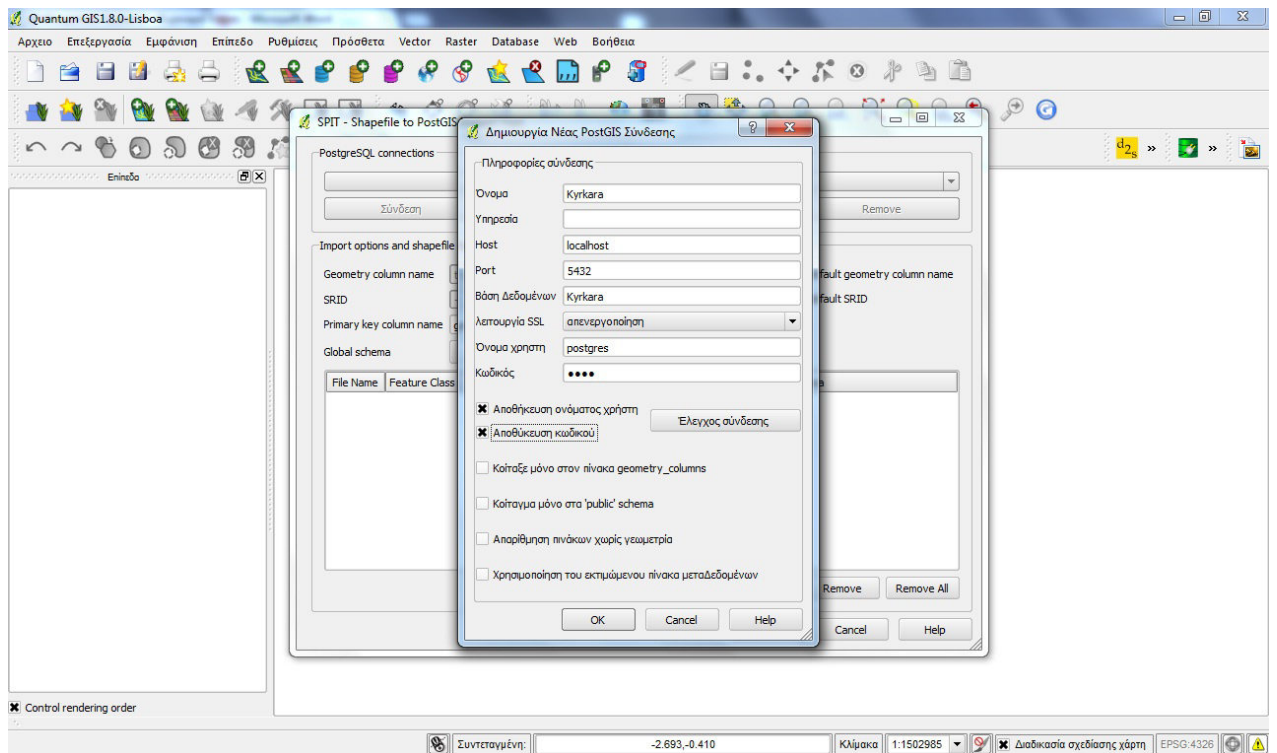 Quantum GIS1.8.0-Lisboa
Αρχειο Επεξεργασία Εμφάνιση Επίπεδο Ρυθμίσεις Πρόσθετα Vector Raster Database Web Βοήθεια
SPIT - Shapefile to PostGIS
Δημιουργία Νέας PostGIS Σύνδεσης
d2s » »
Επίπεδα
PostgreSQL connections
Σύνδεση
Remove
Πληροφορίες σύνδεσης
Όνομα Kyrkara
Υπηρεσία
Host localhost
Port 5432
Βάση Δεδομένων Kyrkara
λειτουργία SSL απενεργοποίηση
Όνομα χρηστη postgres
Κωδικός ••••
Αποθήκευση ονόματος χρήστη
Έλεγχος σύνδεσης
Αποθύκευση κωδικού
Κοίταξε μόνο στον πίνακα geometry_columns
Κοίταγμα μόνο στα 'public' schema
Απαρίθμηση πινάκων χωρίς γεωμετρία
Χρησιμοποίηση του εκτιμώμενου πίνακα μεταΔεδομένων
OK Cancel Help
Import options and shapefile
Geometry column name
fault geometry column name
SRID
fault SRID
Primary key column name
Global schema
File Name Feature Class
Remove Remove All
Cancel Help
Control rendering order
Συντεταγμένη: -2.693,-0.410 Κλίμακα 1:1502985 Διαδικασία σχεδίασης χάρτη EPSG:4326